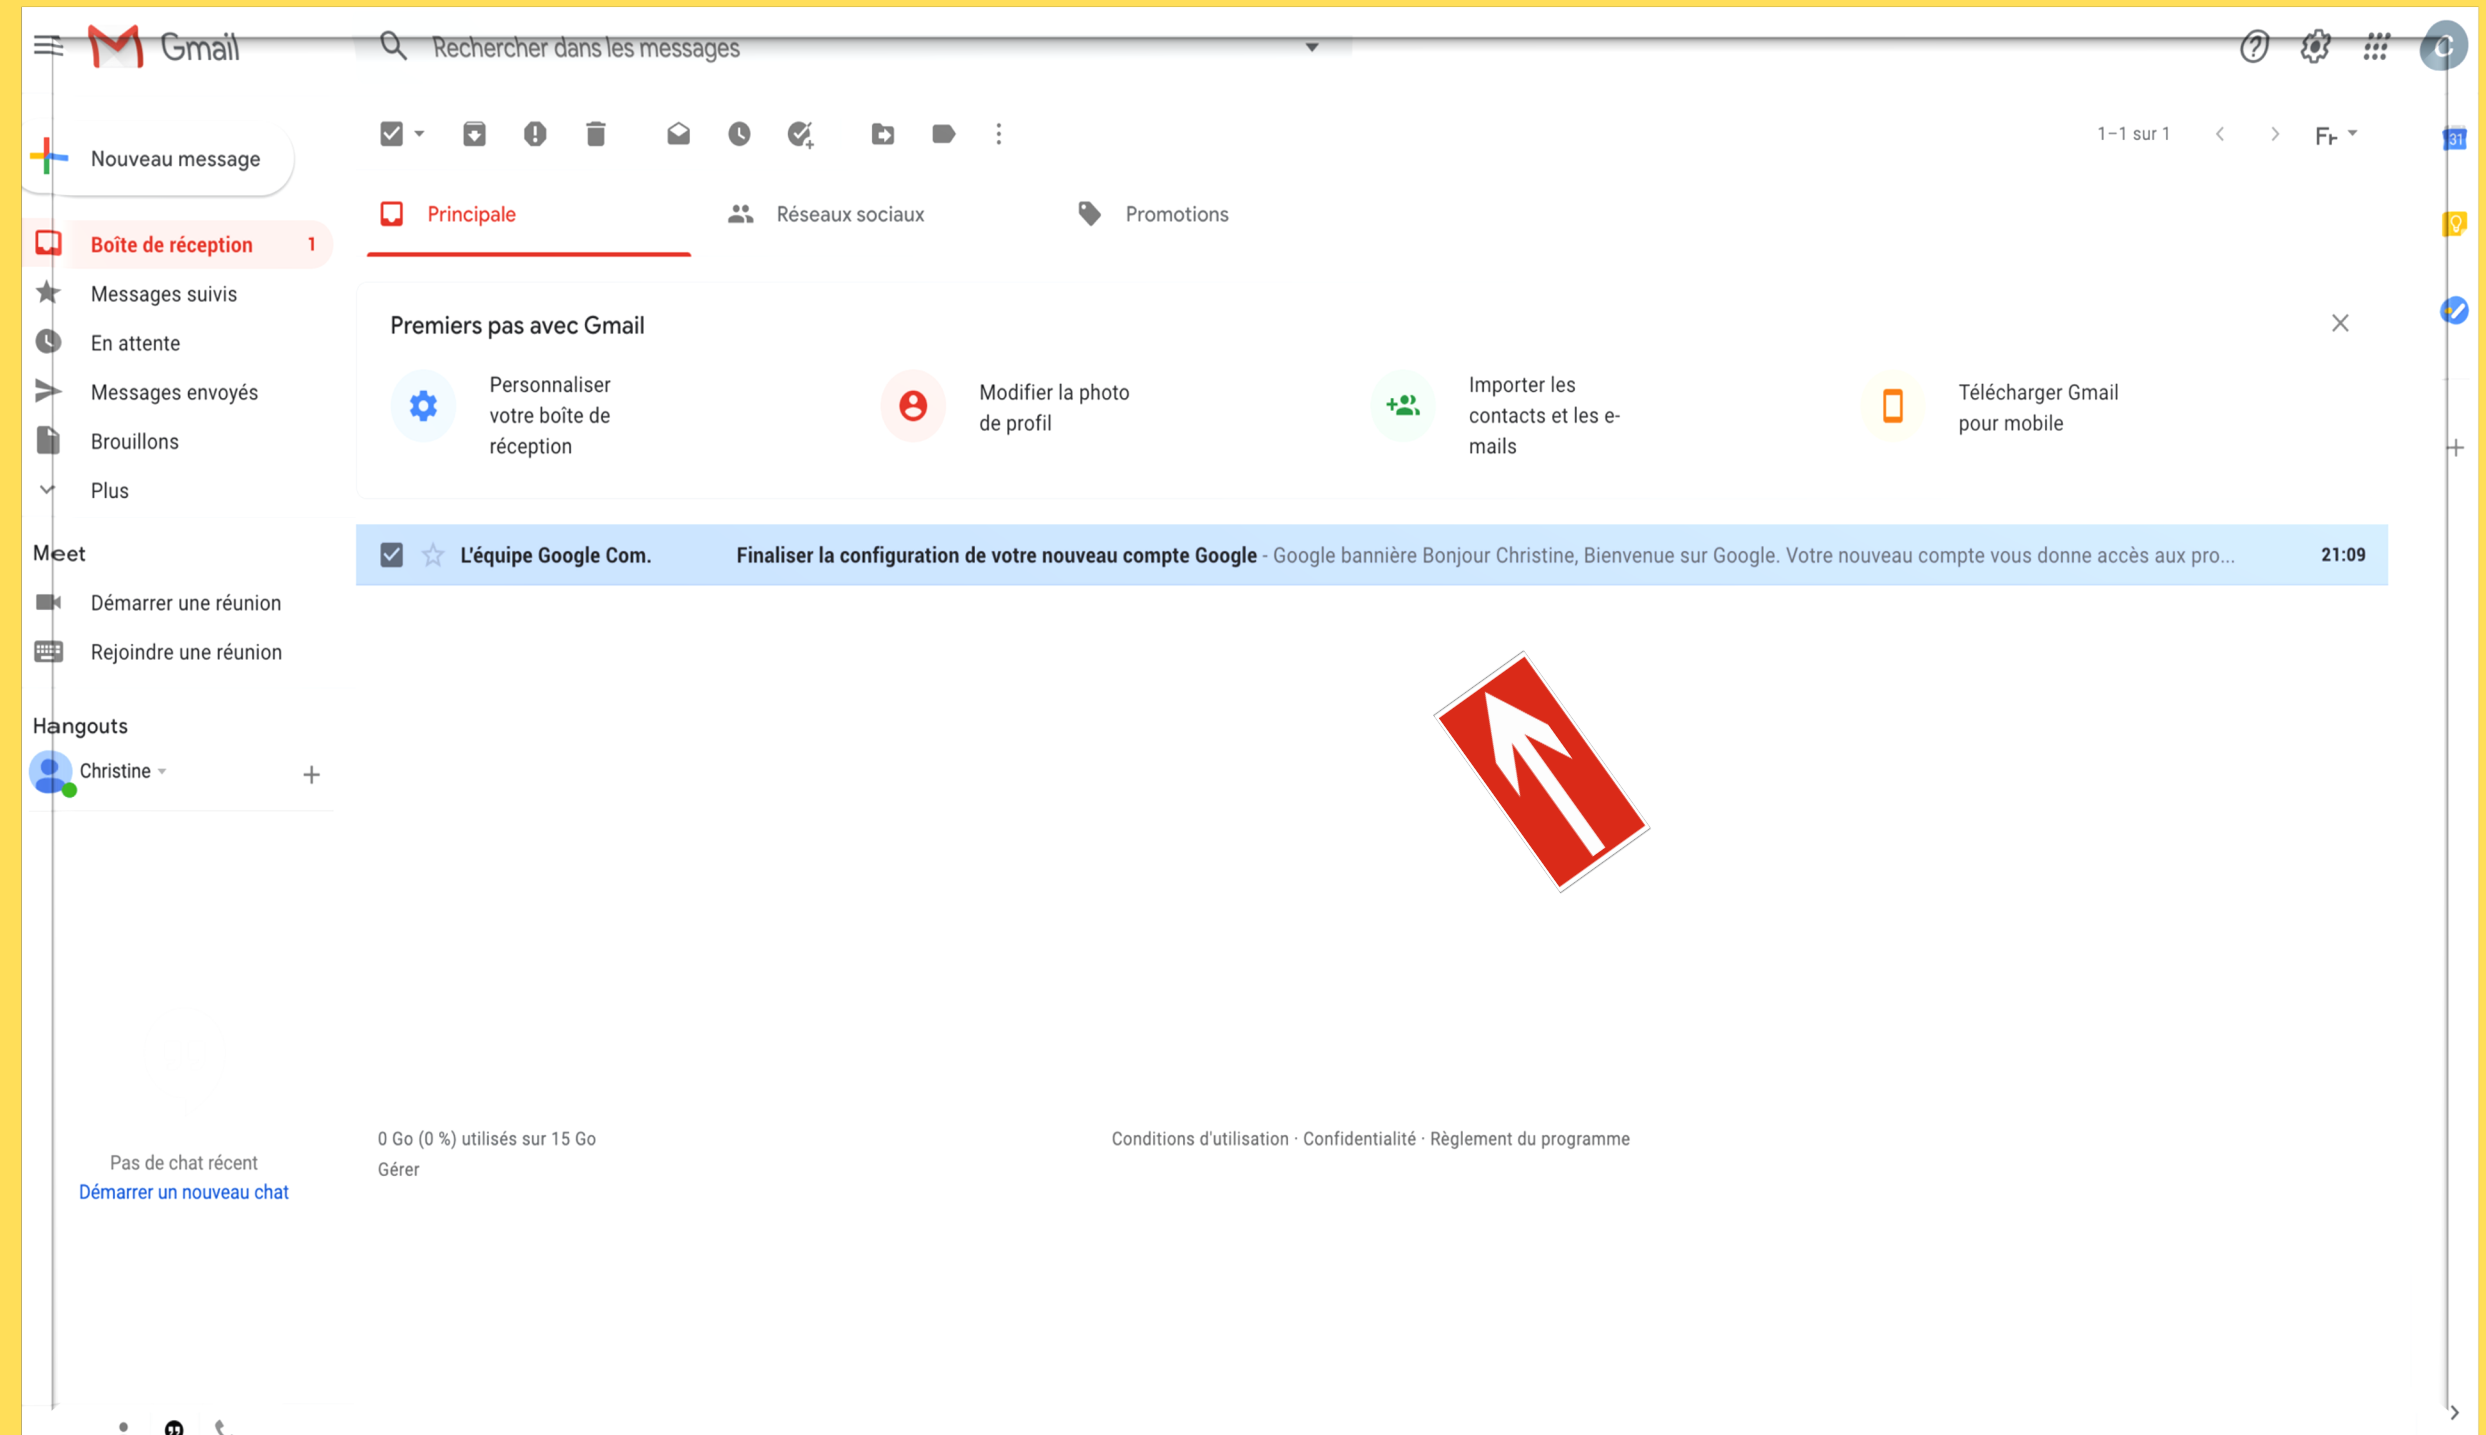 Gmail
Rechercher dans les messages
C
Nouveau message
1–1 sur 1
Fr
31
Principale
Réseaux sociaux
Promotions
Boîte de réception 1
Messages suivis
En attente
Messages envoyés
Brouillons
Plus
Premiers pas avec Gmail
Personnaliser
votre boîte de
réception
Modifier la photo
de profil
Importer les
contacts et les e-
mails
Télécharger Gmail
pour mobile
L'équipe Google Com. Finaliser la configuration de votre nouveau compte Google - Google bannière Bonjour Christine, Bienvenue sur Google. Votre nouveau compte vous donne accès aux pro... 21:09
Meet
Démarrer une réunion
Rejoindre une réunion
Hangouts
Christine
Pas de chat récent
Démarrer un nouveau chat
0 Go (0 %) utilisés sur 15 Go
Gérer
Conditions d'utilisation · Confidentialité · Règlement du programme